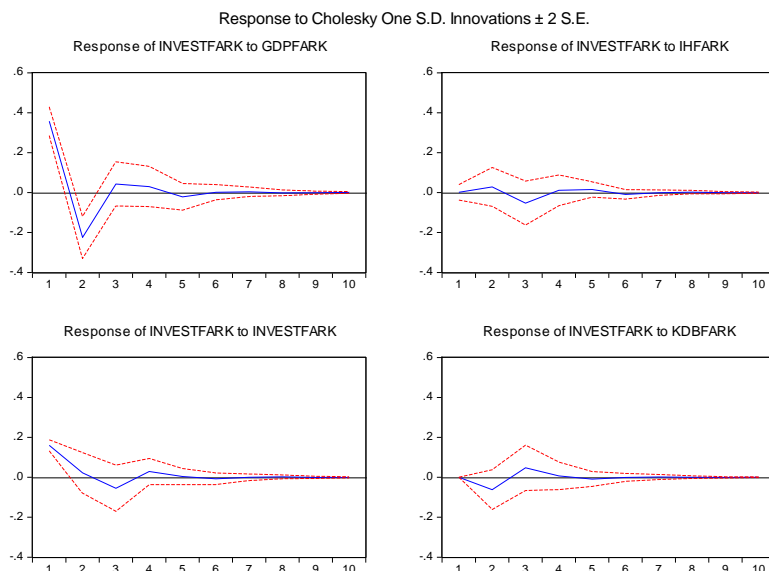 Response to Cholesky One S.D. Innovations ± 2 S.E.
Response of INVESTFARK to GDPFARK
.6
.4
.2
.0
-.2
-.4
1 2 3 4 5 6 7 8 9 10
Response of INVESTFARK to IHFARK
.6
.4
.2
.0
-.2
-.4
1 2 3 4 5 6 7 8 9 10
Response of INVESTFARK to INVESTFARK
.6
.4
.2
.0
-.2
-.4
1 2 3 4 5 6 7 8 9 10
Response of INVESTFARK to KDBFARK
.6
.4
.2
.0
-.2
-.4
1 2 3 4 5 6 7 8 9 10